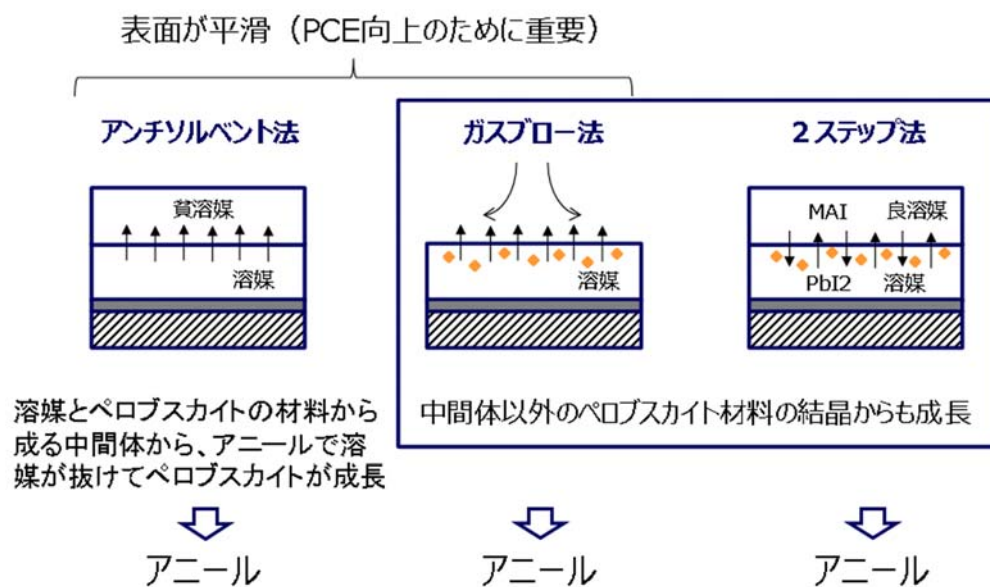 表面が平滑（PCE向上のために重要）
アンチソルベント法
ガスブロー法
2ステップ法
貧溶媒
溶媒
溶媒
MAI
良溶媒
PbI2
溶媒
溶媒とペロブスカイトの材料から
成る中間体から、アニールで溶
媒が抜けてペロブスカイトが成長
中間体以外のペロブスカイト材料の結晶からも成長
アニール
アニール
アニール